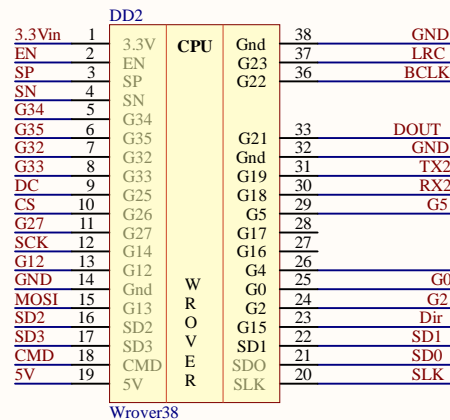 DD2
3.3Vin 1 3.3V CPU Gnd 38 GND
EN 2 EN G23 37 LRC
SP 3 SP G22 36 BCLK
SN 4 SN
G34 5 G34
G35 6 G35 G21 33 DOUT
G32 7 G32 Gnd 32 GND
G33 8 G33 G19 31 TX2
DC 9 G25 G18 30 RX2
CS 10 G26 G5 29 G5
G27 11 G27 G17 28
SCK 12 G14 G16 27
G12 13 G12 G4 26
GND 14 Gnd W G0 25 G0
MOSI 15 G13 R G2 24 G2
SD2 16 SD2 O G15 23 Dir
SD3 17 SD3 V SD1 22 SD1
CMD 18 CMD E SDO 21 SD0
5V 19 5V R SLK 20 SLK
Wrover38